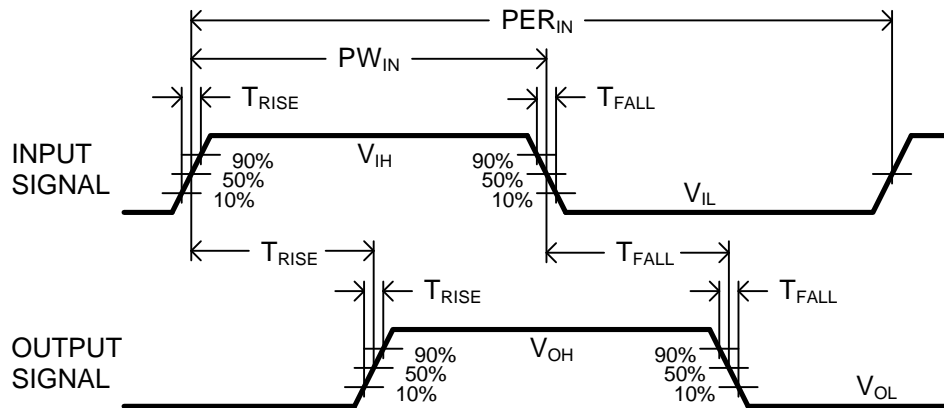 PER_IN
PW_IN
T_RISE
T_FALL
INPUT
SIGNAL
V_IH
90%
50%
10%
90%
50%
10%
V_IL
T_RISE
T_FALL
T_RISE
T_FALL
OUTPUT
SIGNAL
V_OH
90%
50%
10%
90%
50%
10%
V_OL